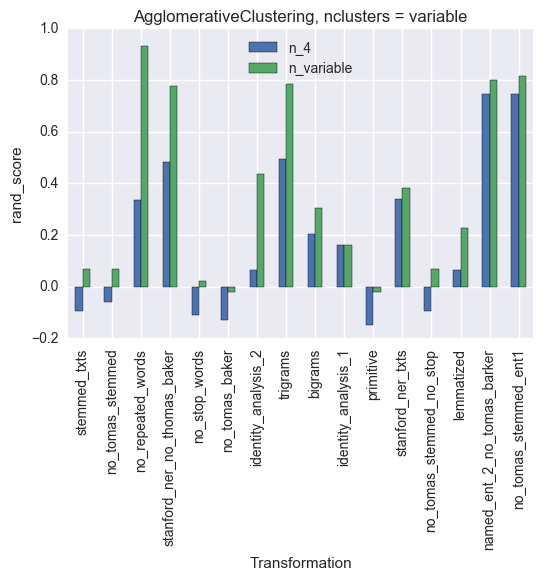 AgglomerativeClustering, nclusters = variable
n_4
n_variable
1.0
0.8
0.6
0.4
0.2
0.0
−0.2
rand_score
stemmed_txts
no_tomas_stemmed
no_repeated_words
stanford_ner_no_thomas_baker
no_stop_words
no_tomas_baker
identity_analysis_2
trigrams
bigrams
identity_analysis_1
primitive
stanford_ner_txts
no_tomas_stemmed_no_stop
lemmatized
named_ent_2_no_tomas_barker
no_tomas_stemmed_ent1
Transformation